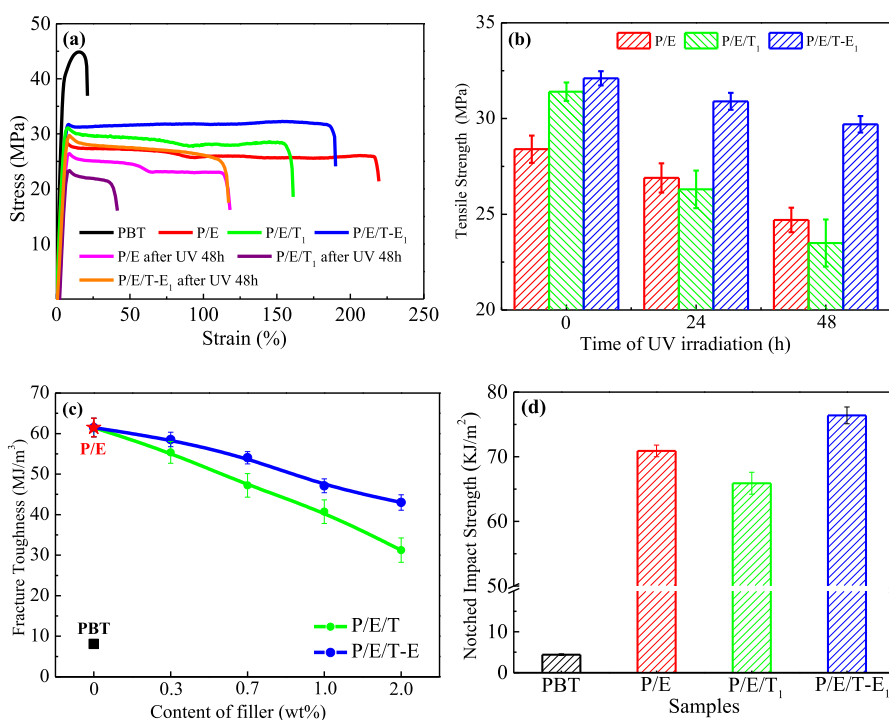 (a)
Stress (MPa)
50
40
30
20
10
PBT
P/E
P/E/T₁
P/E/T-E₁
P/E after UV 48h
P/E/T₁ after UV 48h
P/E/T-E₁ after UV 48h
0 50 100 150 200 250
Strain (%)
(b)
P/E
P/E/T₁
P/E/T-E₁
Tensile Strength (MPa)
35
30
25
20
0 24 48
Time of UV irradiation (h)
(c)
Fracture Toughness (MJ/m³)
70
60
50
40
30
20
10
0
P/E
PBT
P/E/T
P/E/T-E
0 0.3 0.7 1.0 2.0
Content of filler (wt%)
(d)
Notched Impact Strength (KJ/m²)
80
70
60
50
10
5
0
PBT P/E P/E/T₁ P/E/T-E₁
Samples